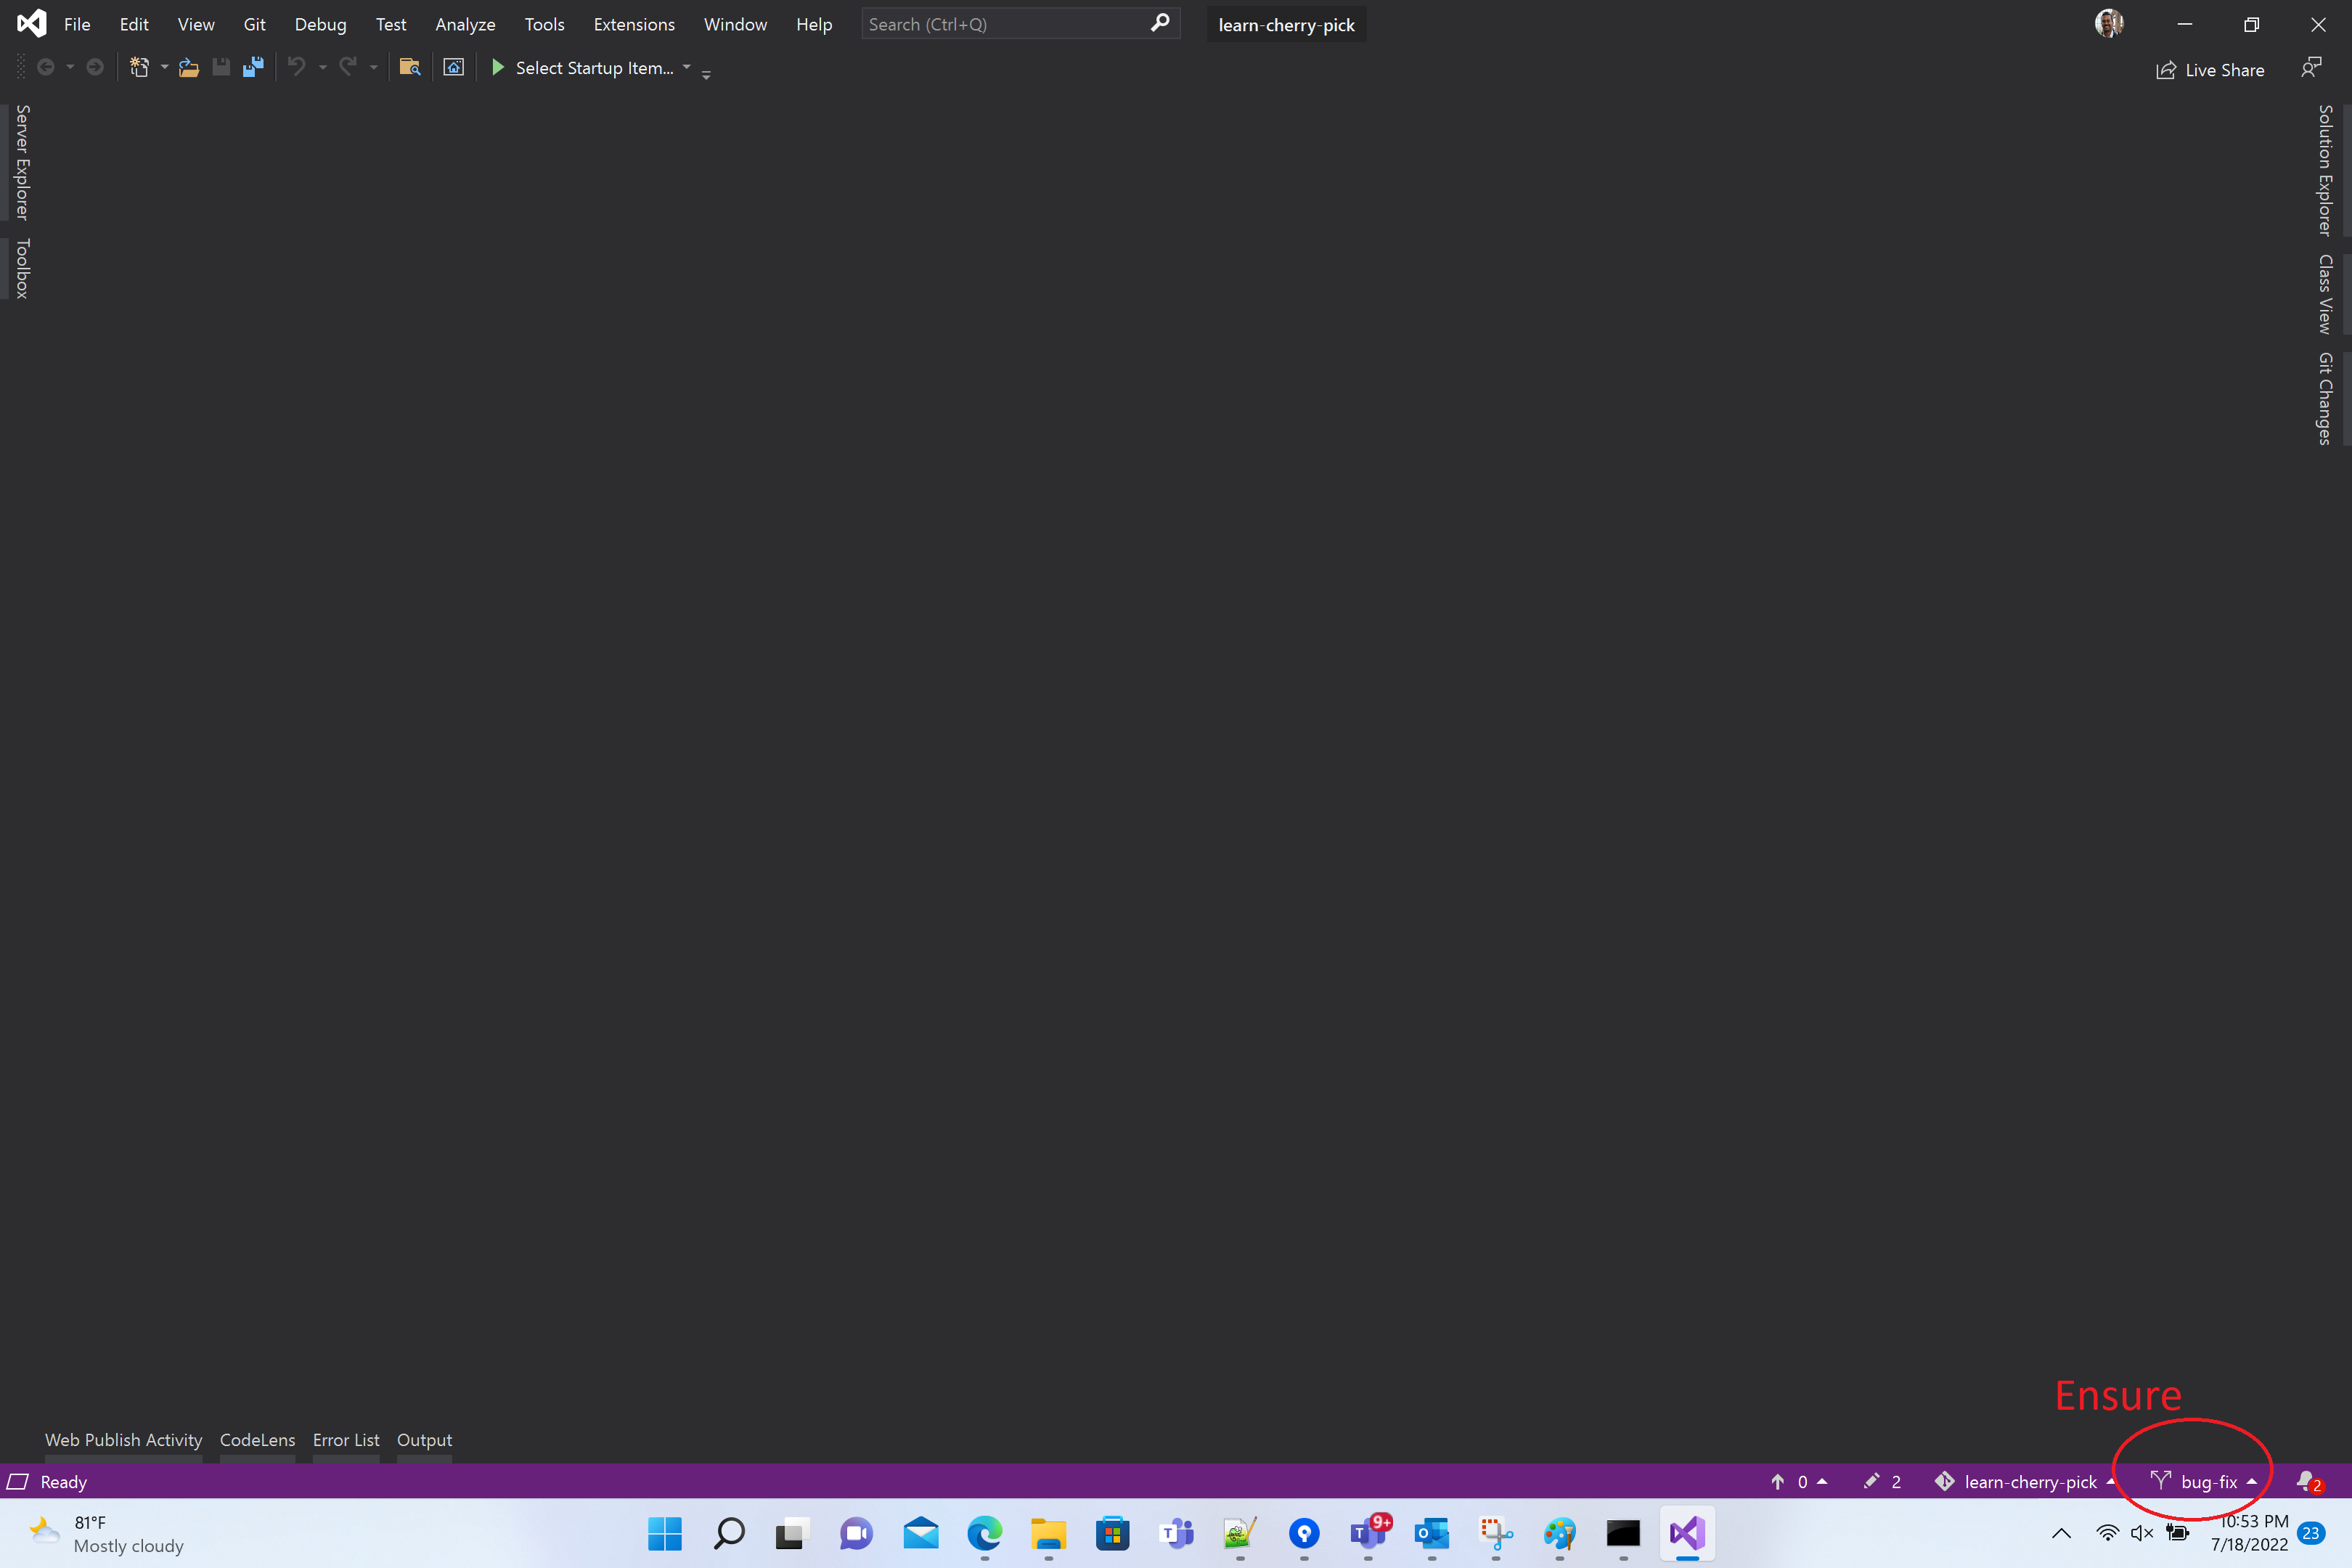 File Edit View Git Debug Test Analyze Tools Extensions Window Help Search (Ctrl+Q) learn-cherry-pick
Select Startup Item... Live Share
Server Explorer
Toolbox
Solution Explorer
Class View
Git Changes
Ensure
Web Publish Activity CodeLens Error List Output
Ready 0 2 learn-cherry-pick bug-fix 2
81°F
Mostly cloudy
T T 9+ O
10:53 PM
7/18/2022
23